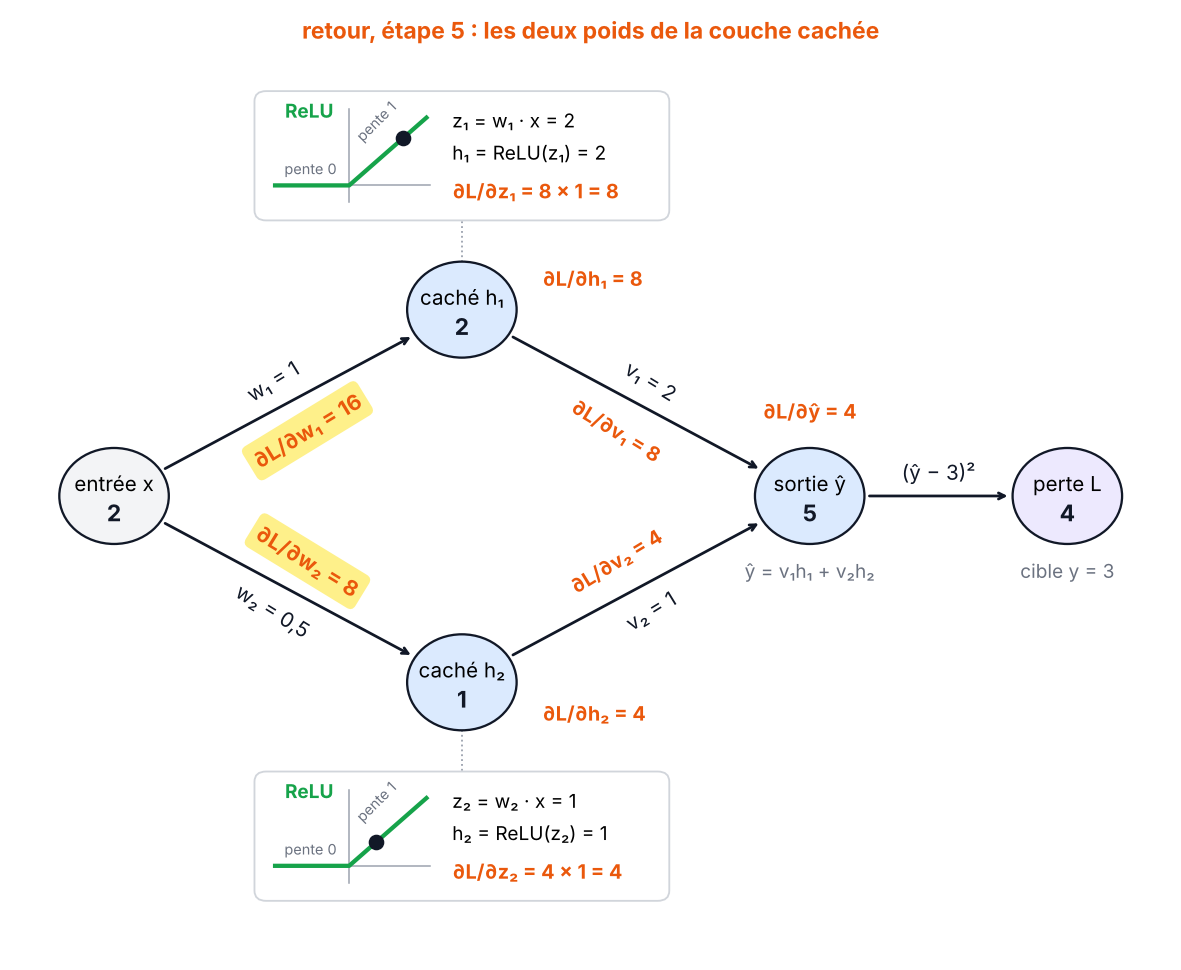 retour, étape 5 : les deux poids de la couche cachée
ReLU
pente 1
pente 0
z₁ = w₁ · x = 2
h₁ = ReLU(z₁) = 2
∂L/∂z₁ = 8 × 1 = 8
caché h₁
2
∂L/∂h₁ = 8
w₁ = 1
∂L/∂w₁ = 16
v₁ = 2
∂L/∂v₁ = 8
∂L/∂ŷ = 4
entrée x
2
sortie ŷ
5
(ŷ − 3)²
perte L
4
ŷ = v₁h₁ + v₂h₂
cible y = 3
∂L/∂w₂ = 8
w₂ = 0,5
∂L/∂v₂ = 4
v₂ = 1
caché h₂
1
∂L/∂h₂ = 4
ReLU
pente 1
pente 0
z₂ = w₂ · x = 1
h₂ = ReLU(z₂) = 1
∂L/∂z₂ = 4 × 1 = 4